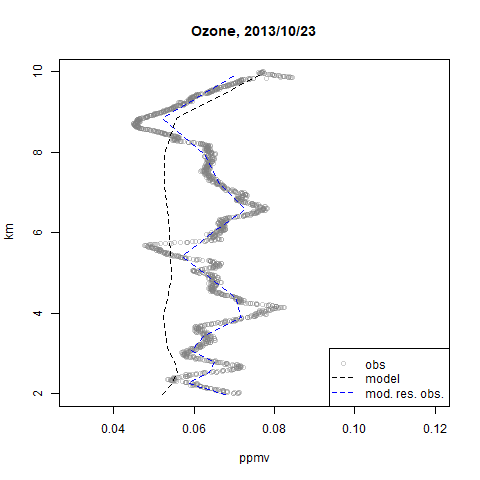 Ozone, 2013/10/23
10
8
6
4
2
km
0.04 0.06 0.08 0.10 0.12
ppmv
obs
model
mod. res. obs.